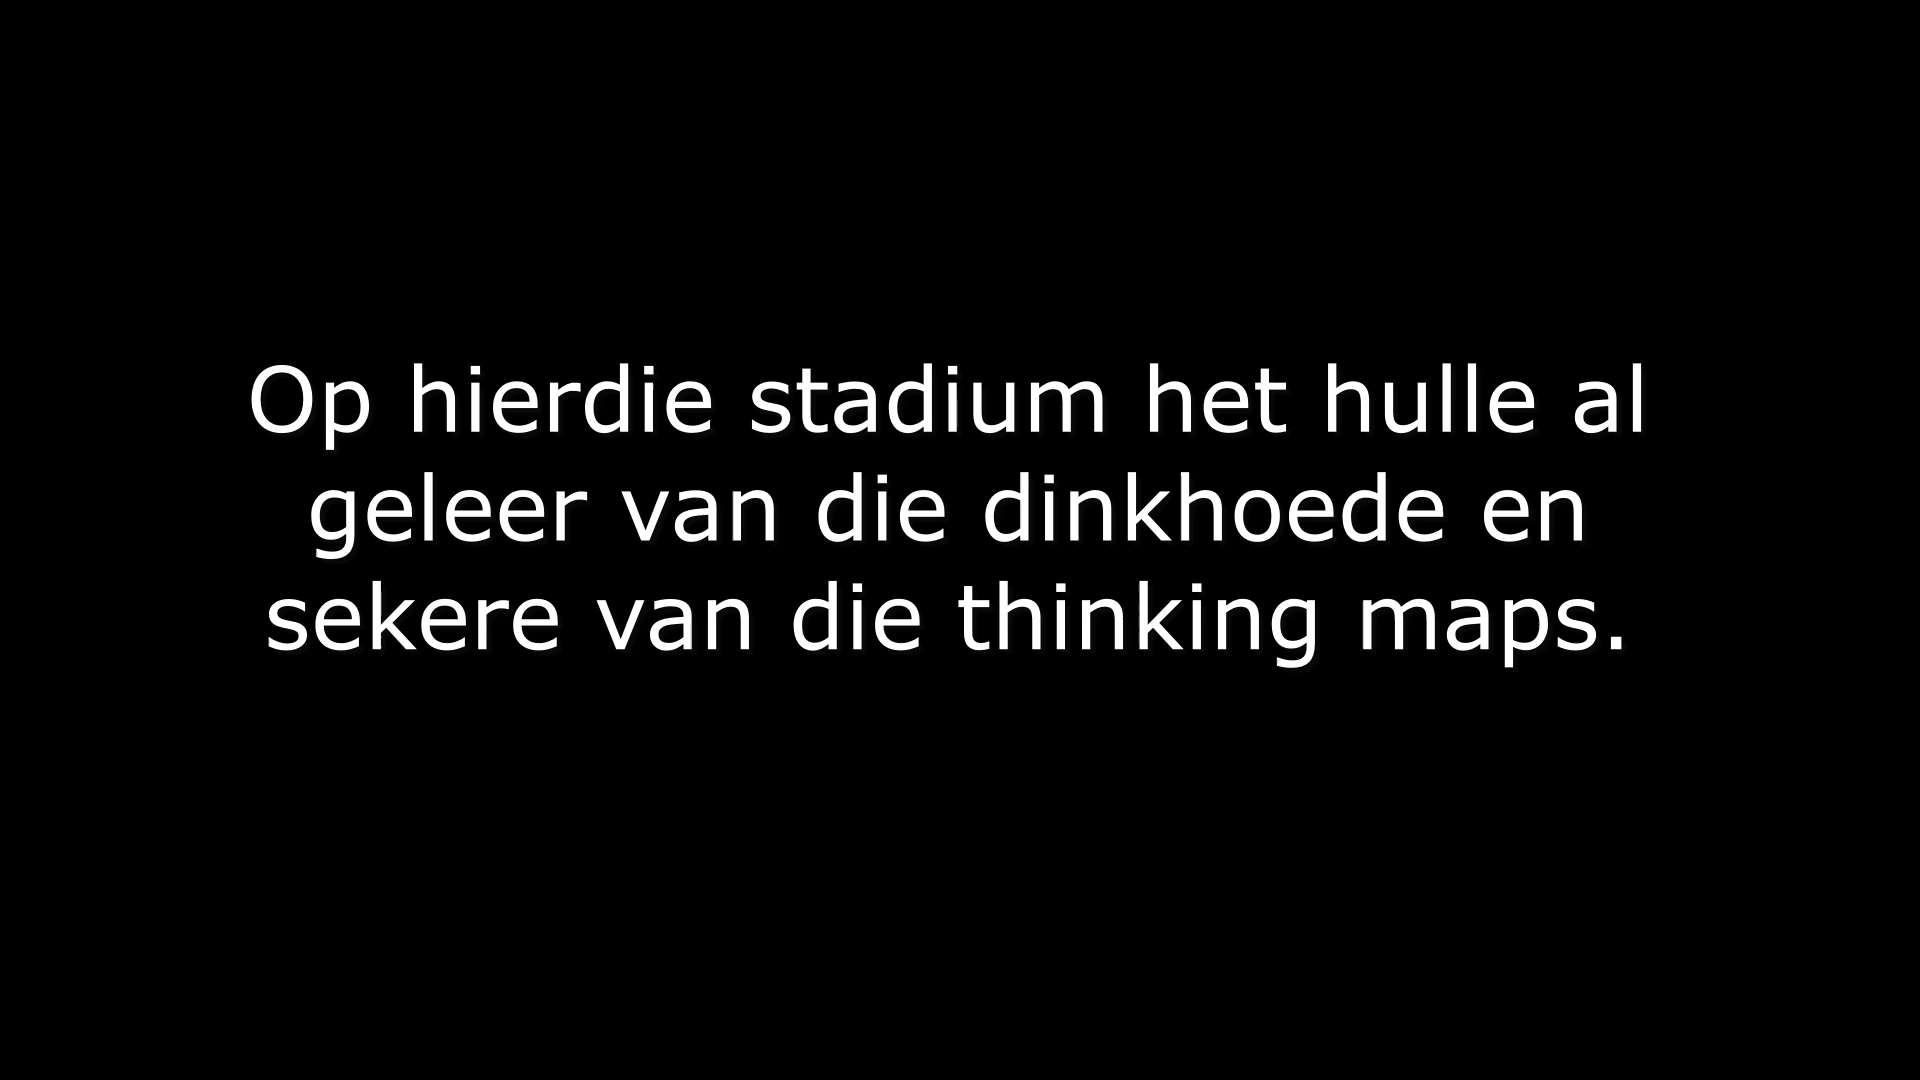 Op hierdie stadium het hulle al
geleer van die dinkhoede en
sekere van die thinking maps.